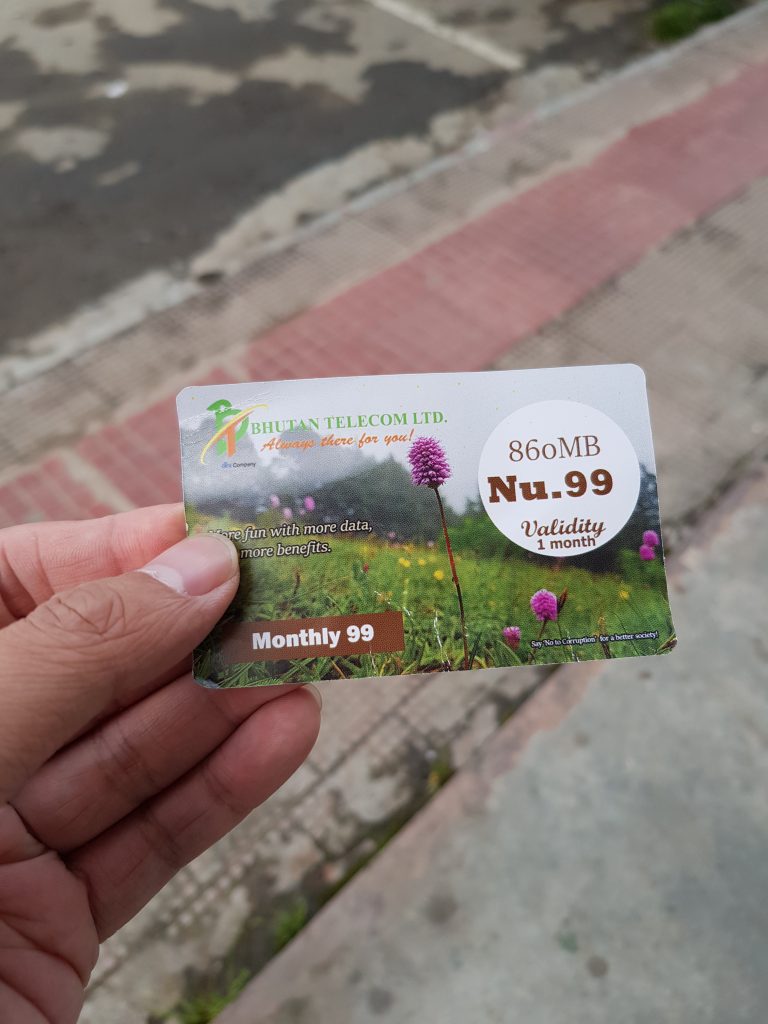 BHUTAN TELECOM LTD.
Always there for you!
Company
fun with more data,
more benefits.
860MB
Nu.99
Validity
1 month
Monthly 99
Say 'No to Corruption' for a better society!